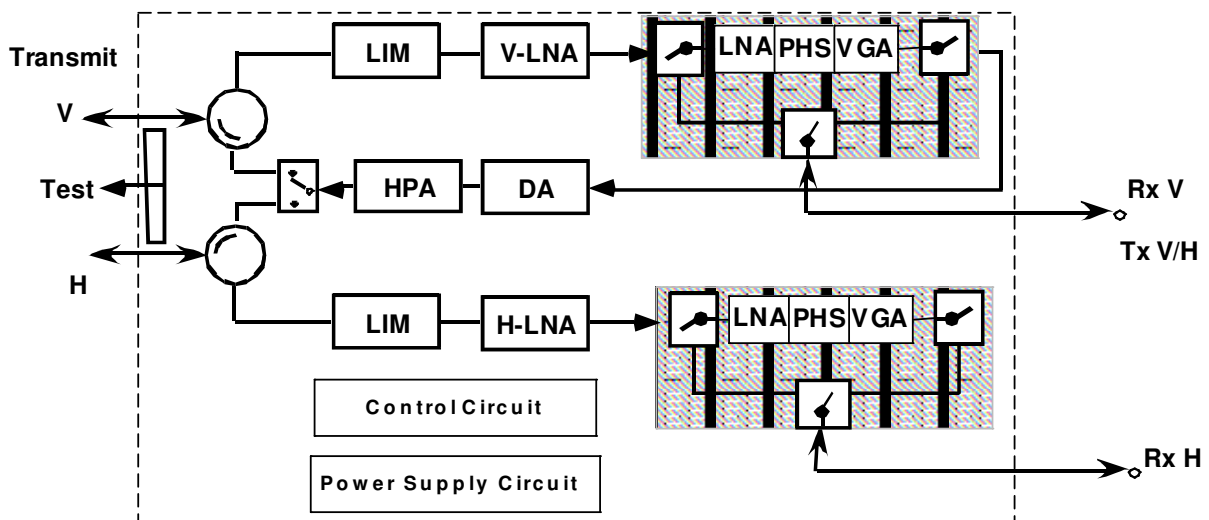 LIM
V-LNA
LNA PHS VGA
Transmit
V
Test
HPA
DA
Rx V
Tx V/H
H
LIM
H-LNA
LNA PHS VGA
Control Circuit
Power Supply Circuit
Rx H